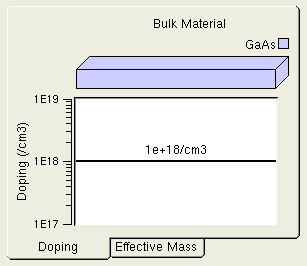 Bulk Material
GaAs
1E19
1e+18/cm3
1E18
Doping (/cm3)
1E17
Doping Effective Mass